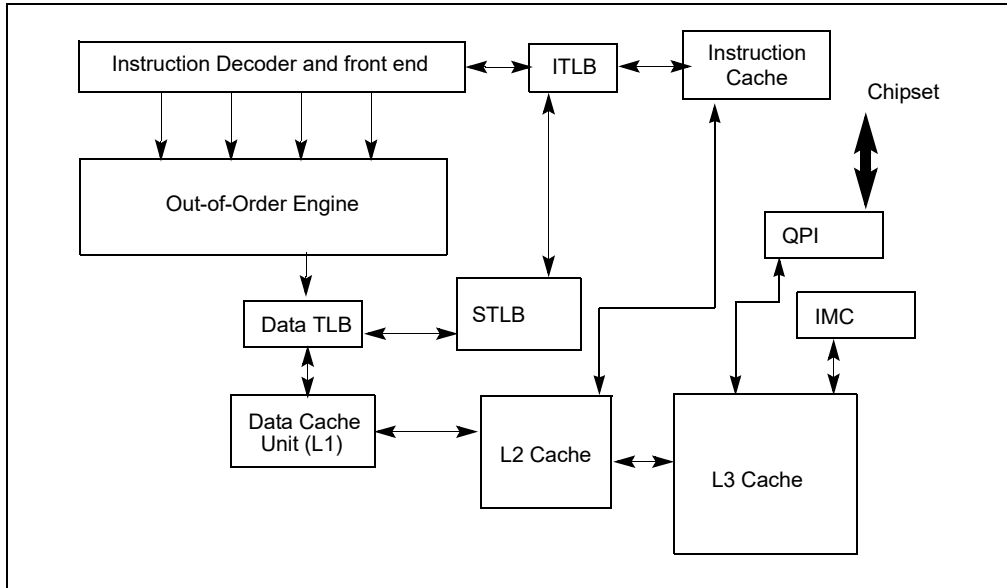 Instruction Decoder and front end
ITLB
Instruction
Cache
Chipset
Out-of-Order Engine
QPI
Data TLB
STLB
IMC
Data Cache
Unit (L1)
L2 Cache
L3 Cache